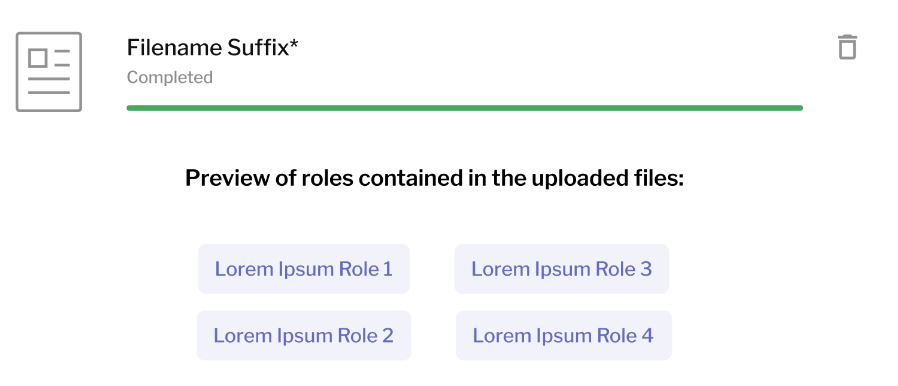 Filename Suffix*
Completed
Preview of roles contained in the uploaded files:
Lorem Ipsum Role 1
Lorem Ipsum Role 3
Lorem Ipsum Role 2
Lorem Ipsum Role 4